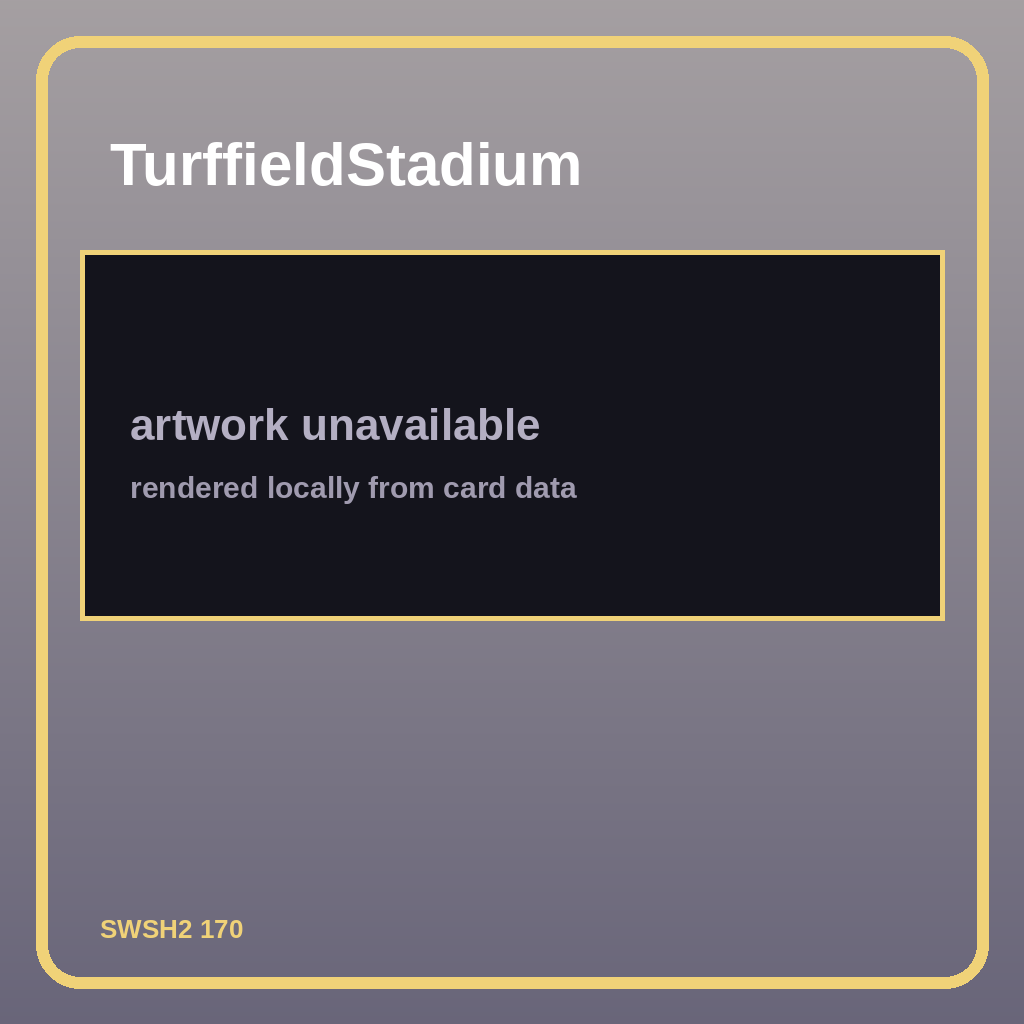 TurffieldStadium
artwork unavailable
rendered locally from card data
SWSH2 170